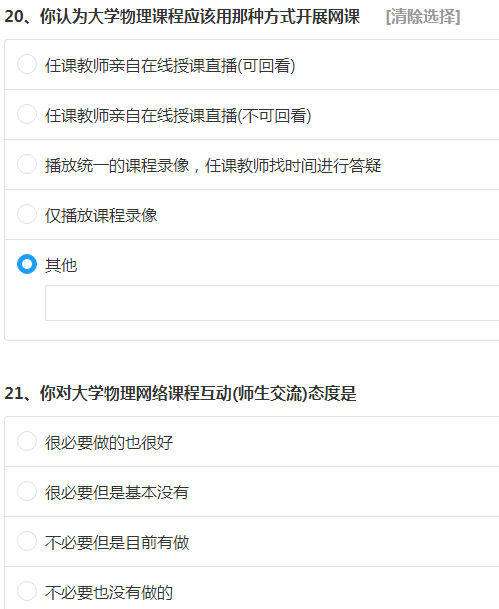 20、你认为大学物理课程应该用那种方式开展网课 [清除选择]
任课教师亲自在线授课直播(可回看)
任课教师亲自在线授课直播(不可回看)
播放统一的课程录像，任课教师找时间进行答疑
仅播放课程录像
其他
21、你对大学物理网络课程互动(师生交流)态度是
很必要做的也很好
很必要但是基本没有
不必要但是目前有做
不必要也没有做的